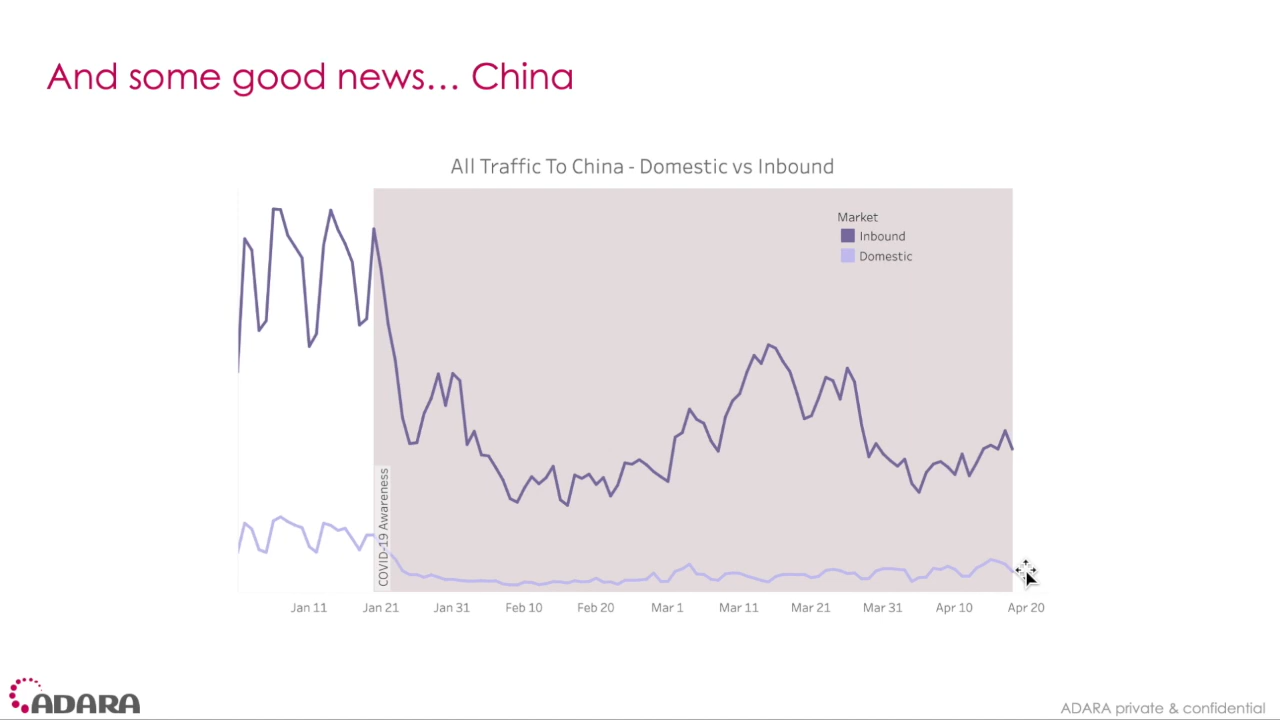 And some good news... China
All Traffic To China - Domestic vs Inbound
Market
Inbound
Domestic
COVID-19 Awareness
Jan 11 Jan 21 Jan 31 Feb 10 Feb 20 Mar 1 Mar 11 Mar 21 Mar 31 Apr 10 Apr 20
ADARA
ADARA private & confidential